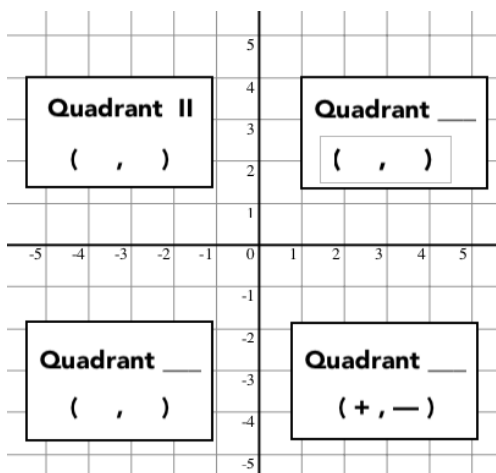 5
4
Quadrant II Quadrant ___
3
( , ) ( , )
2
1
-5 -4 -3 -2 -1 0 1 2 3 4 5
-1
-2
Quadrant ___ Quadrant ___
-3
( , ) ( + , — )
-4
-5